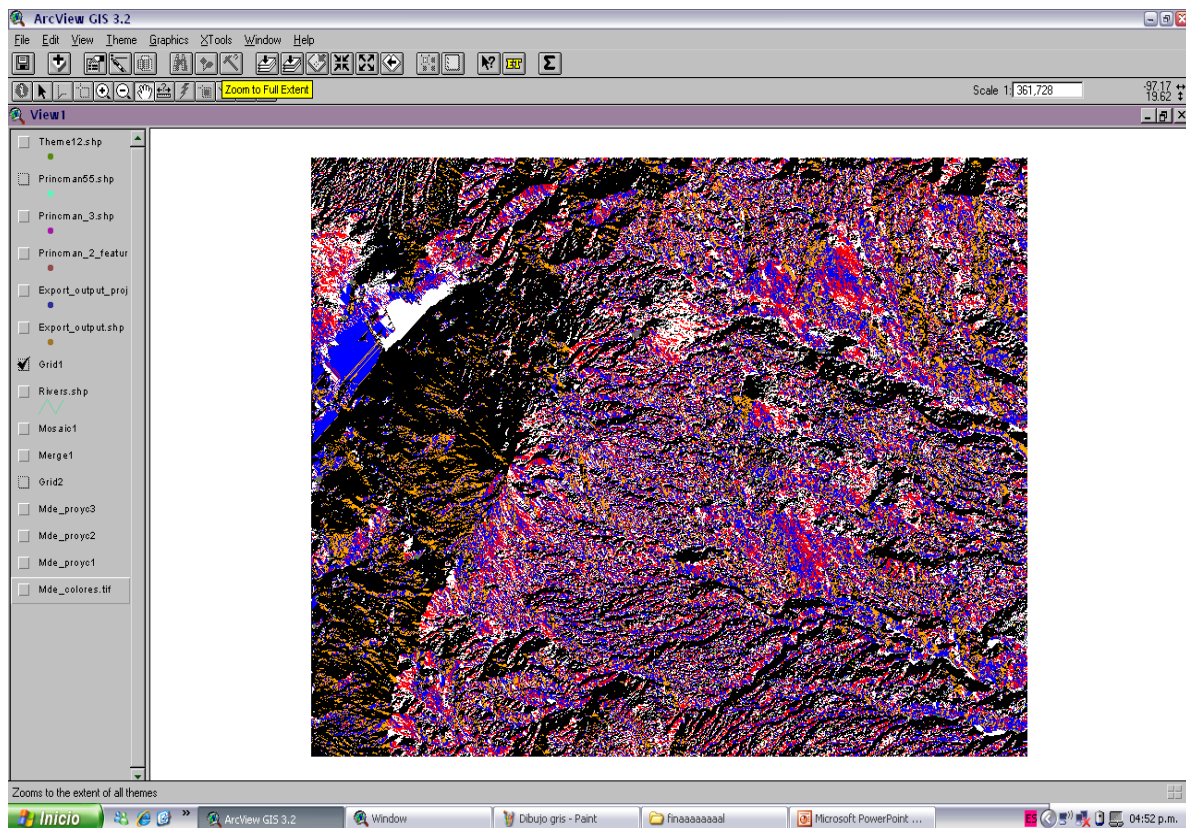 ArcView GIS 3.2
File Edit View Theme Graphics XTools Window Help
Zoom to Full Extent
Scale 1: 361,728
-97.17
19.62
View1
Theme12.shp
Princman55.shp
Princman_3.shp
Princman_2_featur
Export_output_proj
Export_output.shp
Grid1
Rivers.shp
Mosaic1
Merge1
Grid2
Mde_proyc3
Mde_proyc2
Mde_proyc1
Mde_colores.tif
Zooms to the extent of all themes
Inicio
ArcView GIS 3.2
Window
Dibujo gris - Paint
finaaaaaaal
Microsoft PowerPoint ...
ES
04:52 p.m.